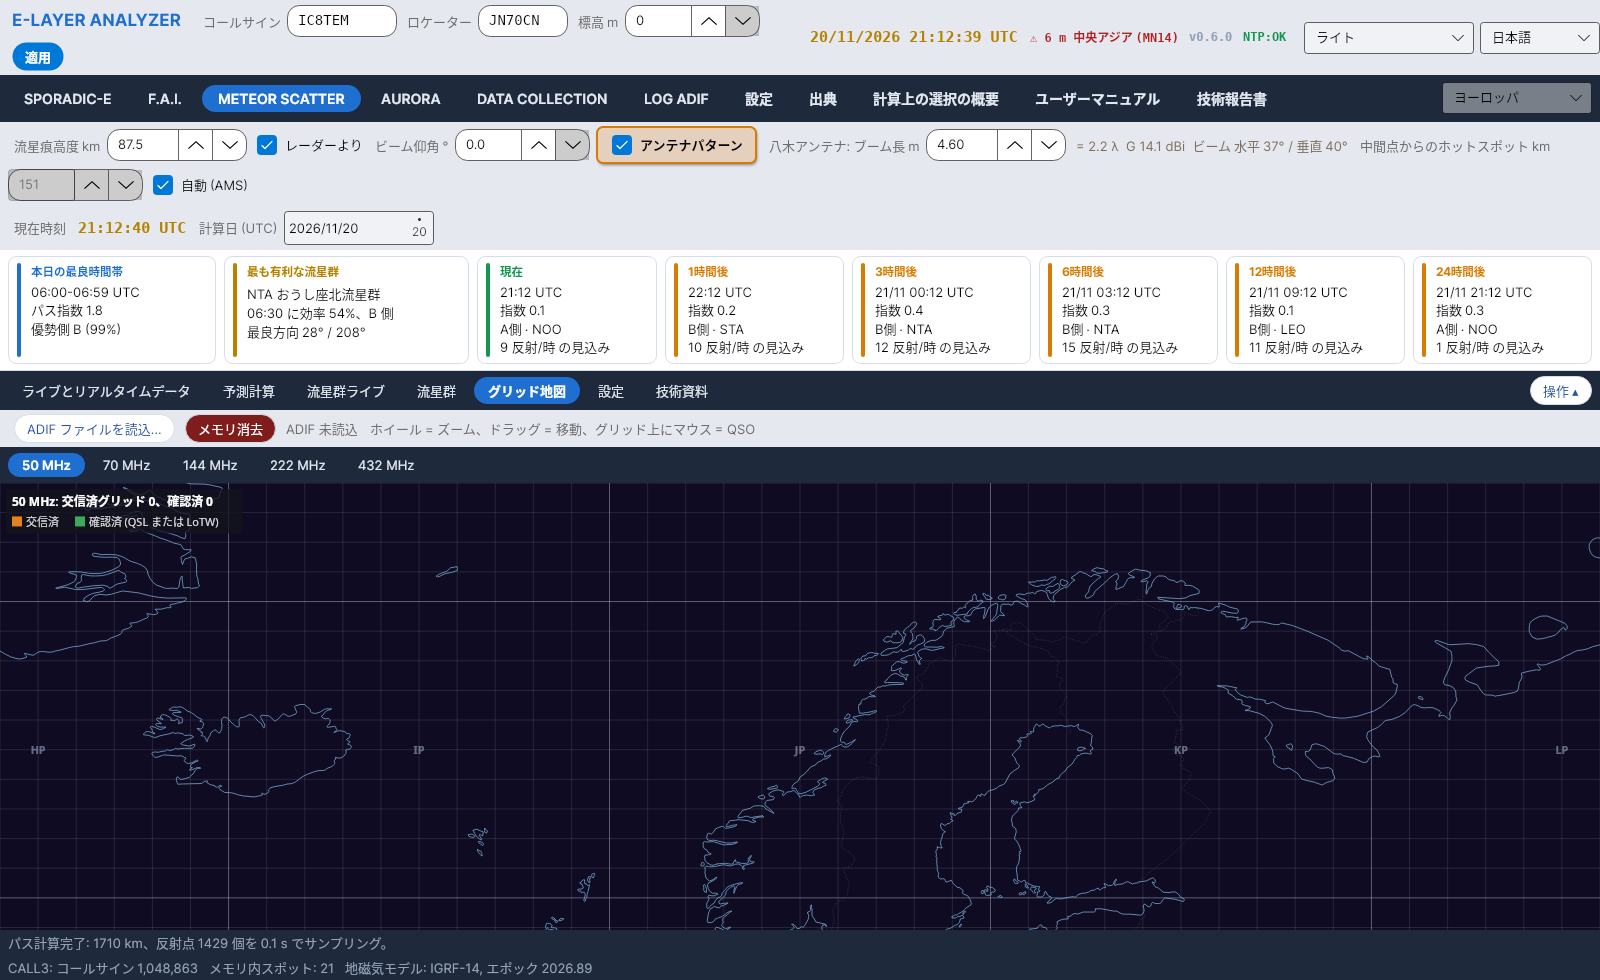 E-LAYER ANALYZER コールサイン IC8TEM ロケーター JN70CN 標高 m 0
20/11/2026 21:12:39 UTC ⚠ 6 m 中央アジア (MN14) v0.6.0 NTP:OK ライト 日本語
適用
SPORADIC-E F.A.I. METEOR SCATTER AURORA DATA COLLECTION LOG ADIF 設定 出典 計算上の選択の概要 ユーザーマニュアル 技術報告書 ヨーロッパ
流星痕高度 km 87.5 レーダーより ビーム仰角 ° 0.0 アンテナパターン 八木アンテナ: ブーム長 m 4.60 = 2.2 λ G 14.1 dBi ビーム 水平 37° / 垂直 40° 中間点からのホットスポット km
151 自動 (AMS)
現在時刻 21:12:40 UTC 計算日 (UTC) 2026/11/20 20
本日の最良時間帯
06:00-06:59 UTC
パス指数 1.8
優勢側 B (99%)
最も有利な流星群
NTA おうし座北流星群
06:30 に効率 54%、B 側
最良方向 28° / 208°
現在
21:12 UTC
指数 0.1
A側 · NOO
9 反射/時 の見込み
1時間後
22:12 UTC
指数 0.2
B側 · STA
10 反射/時 の見込み
3時間後
21/11 00:12 UTC
指数 0.4
B側 · NTA
12 反射/時 の見込み
6時間後
21/11 03:12 UTC
指数 0.3
B側 · NTA
15 反射/時 の見込み
12時間後
21/11 09:12 UTC
指数 0.1
B側 · LEO
11 反射/時 の見込み
24時間後
21/11 21:12 UTC
指数 0.3
A側 · NOO
1 反射/時 の見込み
ライブとリアルタイムデータ 予測計算 流星群ライブ 流星群 グリッド地図 設定 技術資料 操作 ▴
ADIF ファイルを読込... メモリ消去 ADIF 未読込 ホイール = ズーム、ドラッグ = 移動、グリッド上にマウス = QSO
50 MHz 70 MHz 144 MHz 222 MHz 432 MHz
50 MHz: 交信済グリッド 0、確認済 0
交信済 確認済 (QSL または LoTW)
HP IP JP KP LP
パス計算完了: 1710 km、反射点 1429 個を 0.1 s でサンプリング。
CALL3: コールサイン 1,048,863 メモリ内スポット: 21 地磁気モデル: IGRF-14, エポック 2026.89